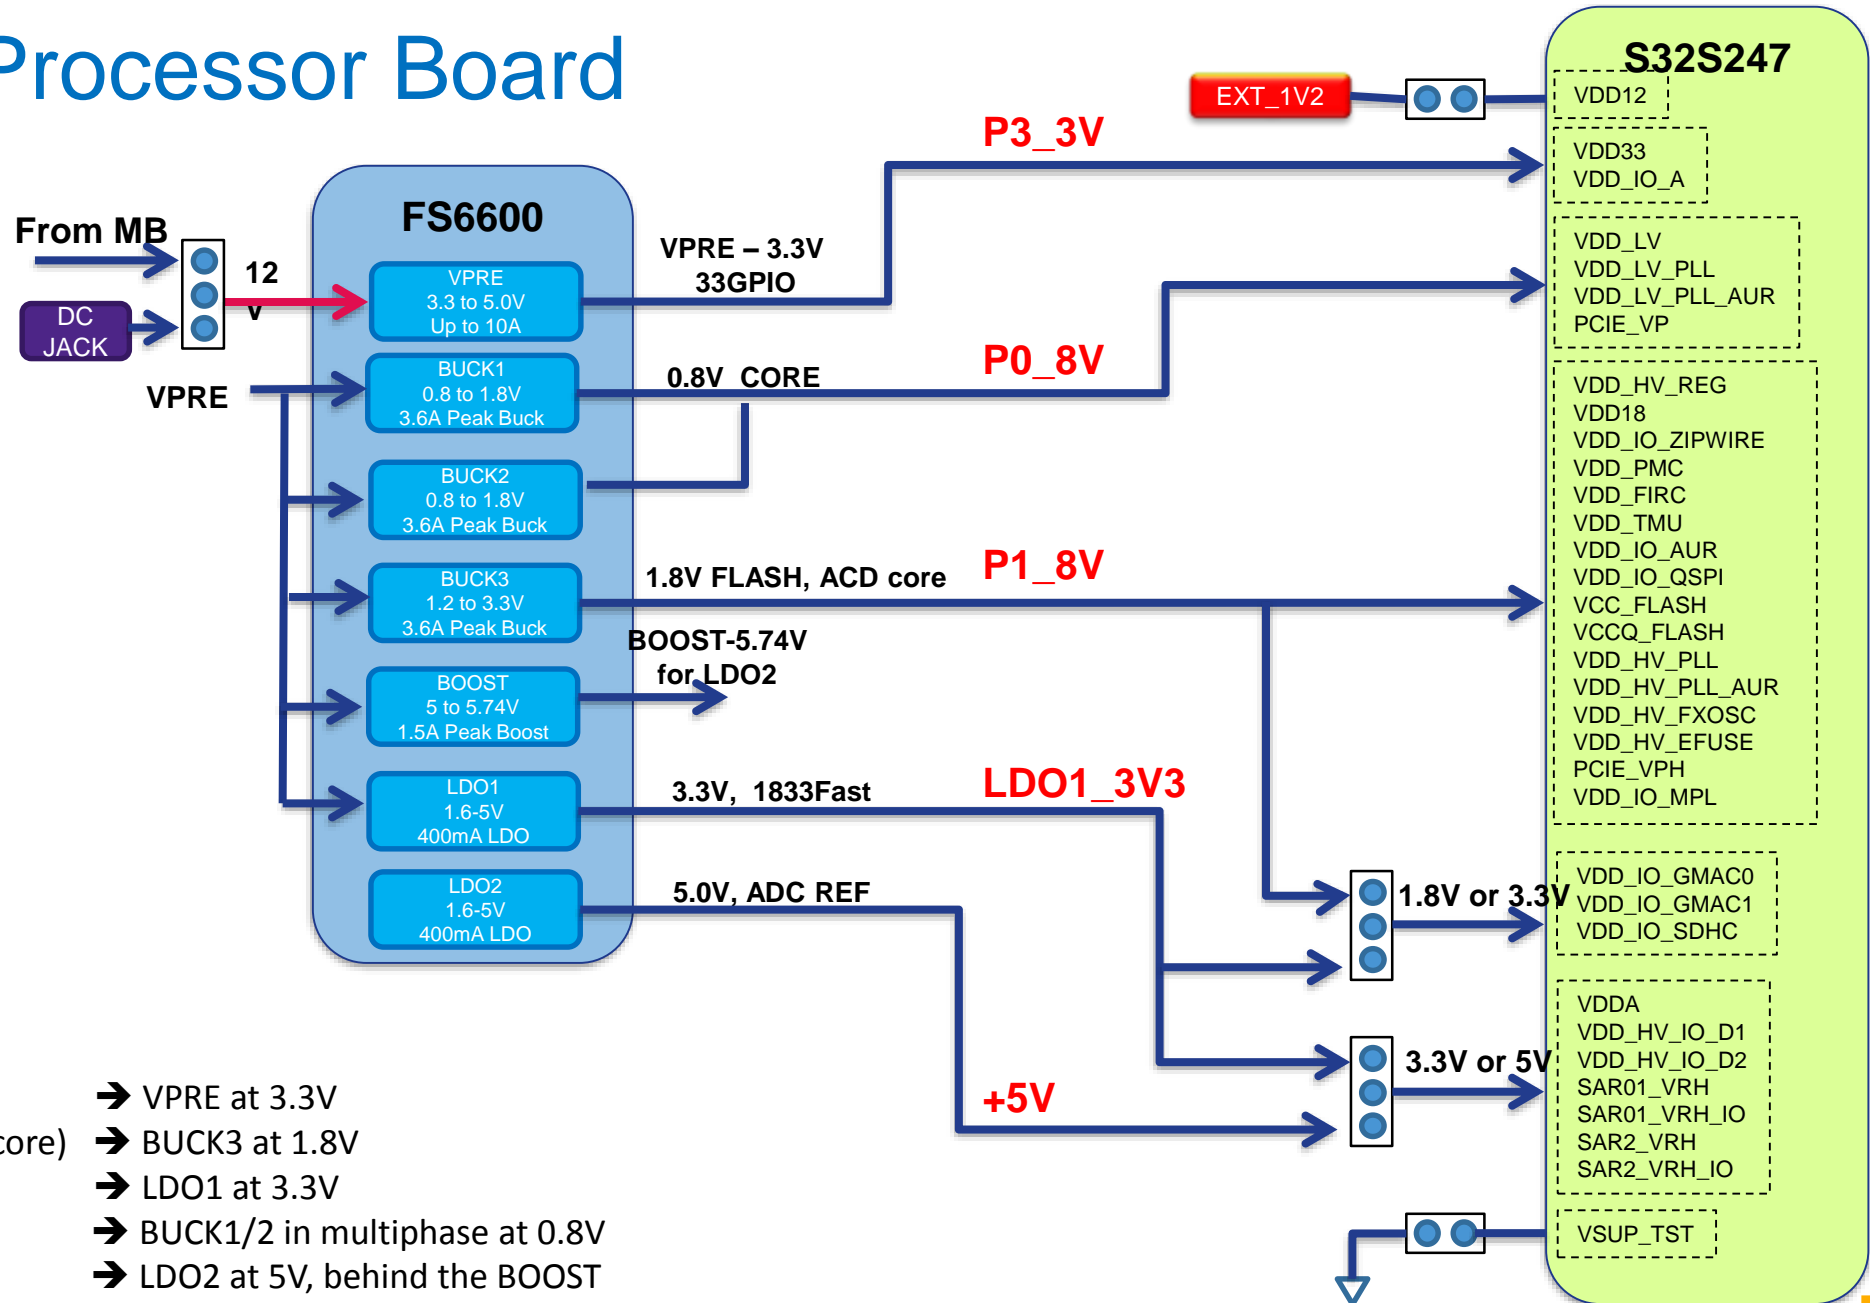 Processor Board
From MB
DC
JACK
12
V
VPRE
FS6600
VPRE
3.3 to 5.0V
Up to 10A
BUCK1
0.8 to 1.8V
3.6A Peak Buck
BUCK2
0.8 to 1.8V
3.6A Peak Buck
BUCK3
1.2 to 3.3V
3.6A Peak Buck
BOOST
5 to 5.74V
1.5A Peak Boost
LDO1
1.6-5V
400mA LDO
LDO2
1.6-5V
400mA LDO
VPRE – 3.3V
33GPIO
0.8V CORE
1.8V FLASH, ACD core
BOOST-5.74V
for LDO2
3.3V, 1833Fast
5.0V, ADC REF
P3_3V
P0_8V
P1_8V
LDO1_3V3
+5V
EXT_1V2
1.8V or 3.3V
3.3V or 5V
S32S247
VDD12
VDD33
VDD_IO_A
VDD_LV
VDD_LV_PLL
VDD_LV_PLL_AUR
PCIE_VP
VDD_HV_REG
VDD18
VDD_IO_ZIPWIRE
VDD_PMC
VDD_FIRC
VDD_TMU
VDD_IO_AUR
VDD_IO_QSPI
VCC_FLASH
VCCQ_FLASH
VDD_HV_PLL
VDD_HV_PLL_AUR
VDD_HV_FXOSC
VDD_HV_EFUSE
PCIE_VPH
VDD_IO_MPL
VDD_IO_GMAC0
VDD_IO_GMAC1
VDD_IO_SDHC
VDDA
VDD_HV_IO_D1
VDD_HV_IO_D2
SAR01_VRH
SAR01_VRH_IO
SAR2_VRH
SAR2_VRH_IO
VSUP_TST
➔ VPRE at 3.3V
core) ➔ BUCK3 at 1.8V
➔ LDO1 at 3.3V
➔ BUCK1/2 in multiphase at 0.8V
➔ LDO2 at 5V, behind the BOOST